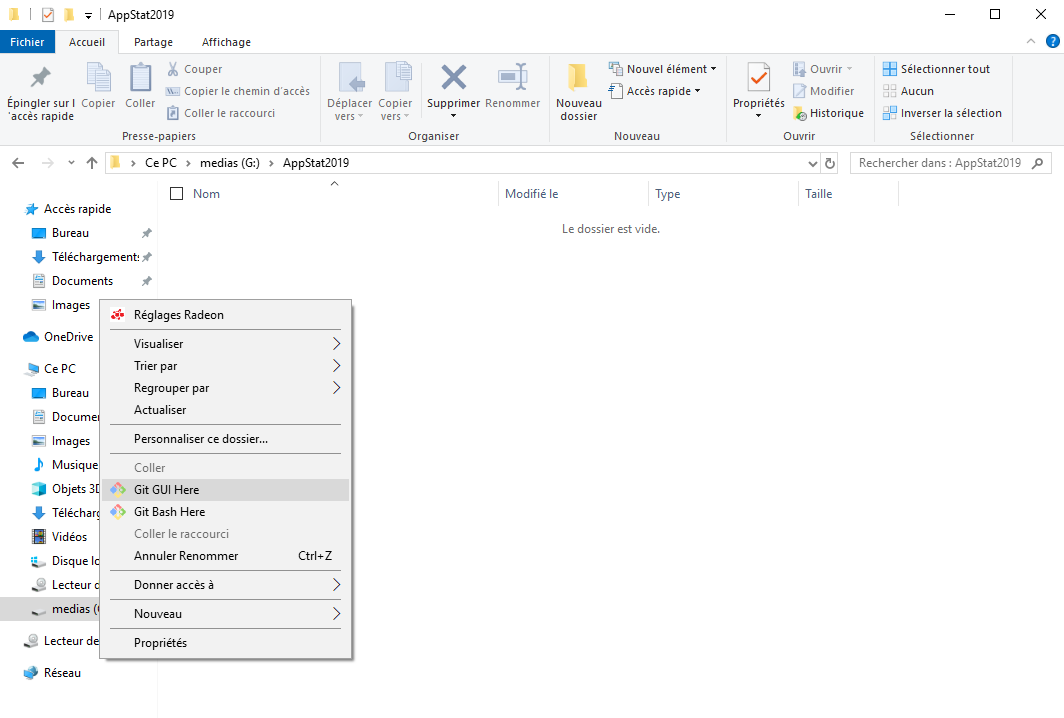 AppStat2019
Fichier Accueil Partage Affichage
Épingler sur l'accès rapide
Copier
Coller
Couper
Copier le chemin d'accès
Coller le raccourci
Presse-papiers
Déplacer vers
Copier vers
Supprimer
Renommer
Organiser
Nouveau dossier
Nouvel élément
Accès rapide
Nouveau
Propriétés
Ouvrir
Modifier
Historique
Ouvrir
Sélectionner tout
Aucun
Inverser la sélection
Sélectionner
Ce PC > medias (G:) > AppStat2019
Rechercher dans : AppStat2019
Nom Modifié le Type Taille
Le dossier est vide.
Accès rapide
Bureau
Téléchargements
Documents
Images
OneDrive
Ce PC
Bureau
Docume
Images
Musique
Objets 3D
Téléchar
Vidéos
Disque lo
Lecteur d
medias (
Lecteur de
Réseau
Réglages Radeon
Visualiser
Trier par
Regrouper par
Actualiser
Personnaliser ce dossier...
Coller
Git GUI Here
Git Bash Here
Coller le raccourci
Annuler Renommer Ctrl+Z
Donner accès à
Nouveau
Propriétés